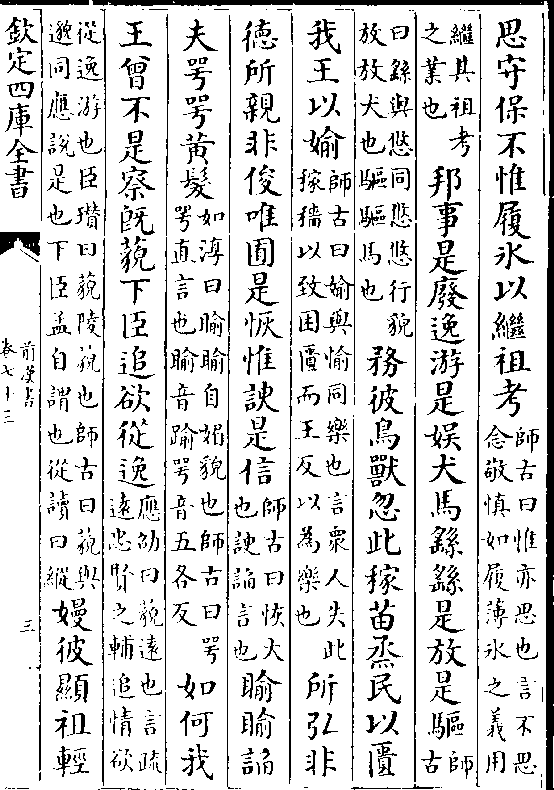 思守保不惟履冰以繼祖考師古曰惟亦思也言不思念敬慎如履薄冰之義用
繼其祖考之業也邦事是廢逸游是娱犬馬繇繇是放是驅師古
曰繇與悠同悠悠行貌放放犬也驅驅馬也務彼鳥獸忽此稼苗烝民以匱
我王以媮師古曰媮與愉同樂也言衆人失此稼穡以致困匱而王反以為樂也所弘非
徳所親非俊唯囿是恢惟諛是信師古曰恢大也諛諂言也睮睮諂
夫咢咢黄髮如淳曰睮睮自媚貌也師古曰咢咢直言也睮音踰咢音五各反如何我
王曾不是察既藐下臣追欲從逸應劭曰藐逺也言疏逺忠賢之輔追情欲
從逸游也臣瓚曰藐陵藐也師古曰藐與邈同應說是也下臣孟自謂也從讀曰縱嫚彼顯祖輕
欽定四庫全書
前漢書
卷七十三
三